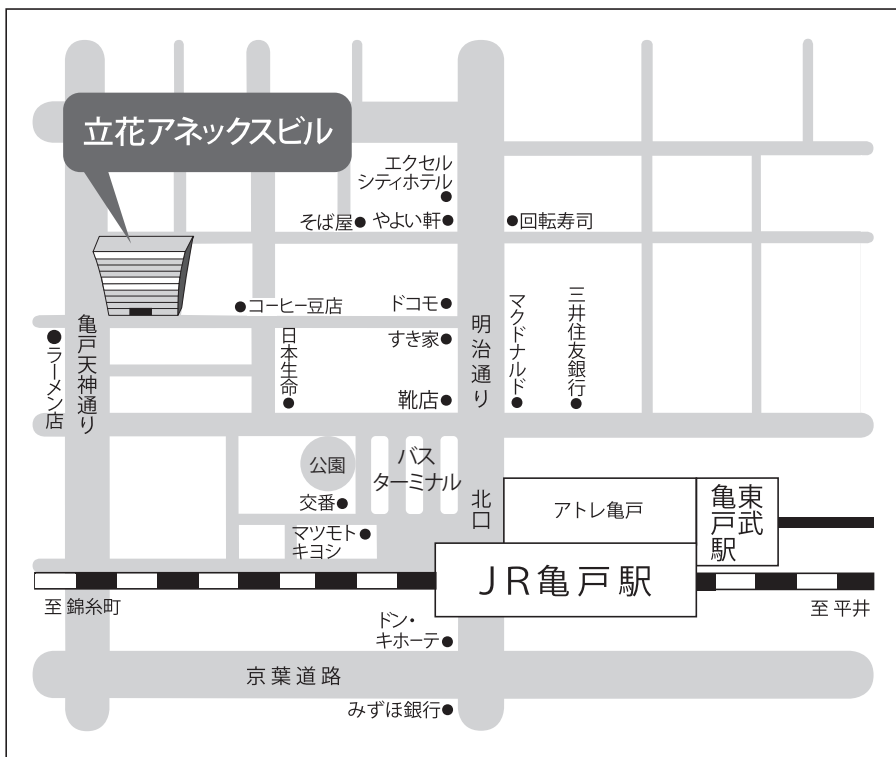 立花アネックスビル
エクセル
シティホテル
そば屋
やよい軒
回転寿司
コーヒー豆店
ドコモ
マクドナルド
三井住友銀行
亀戸天神通り
ラーメン店
日本生命
すき家
明治通り
靴店
公園
バス
ターミナル
北口
交番
マツモト
キヨシ
アトレ亀戸
東武
亀戸駅
JR亀戸駅
至 錦糸町
至 平井
ドン・
キホーテ
京葉道路
みずほ銀行